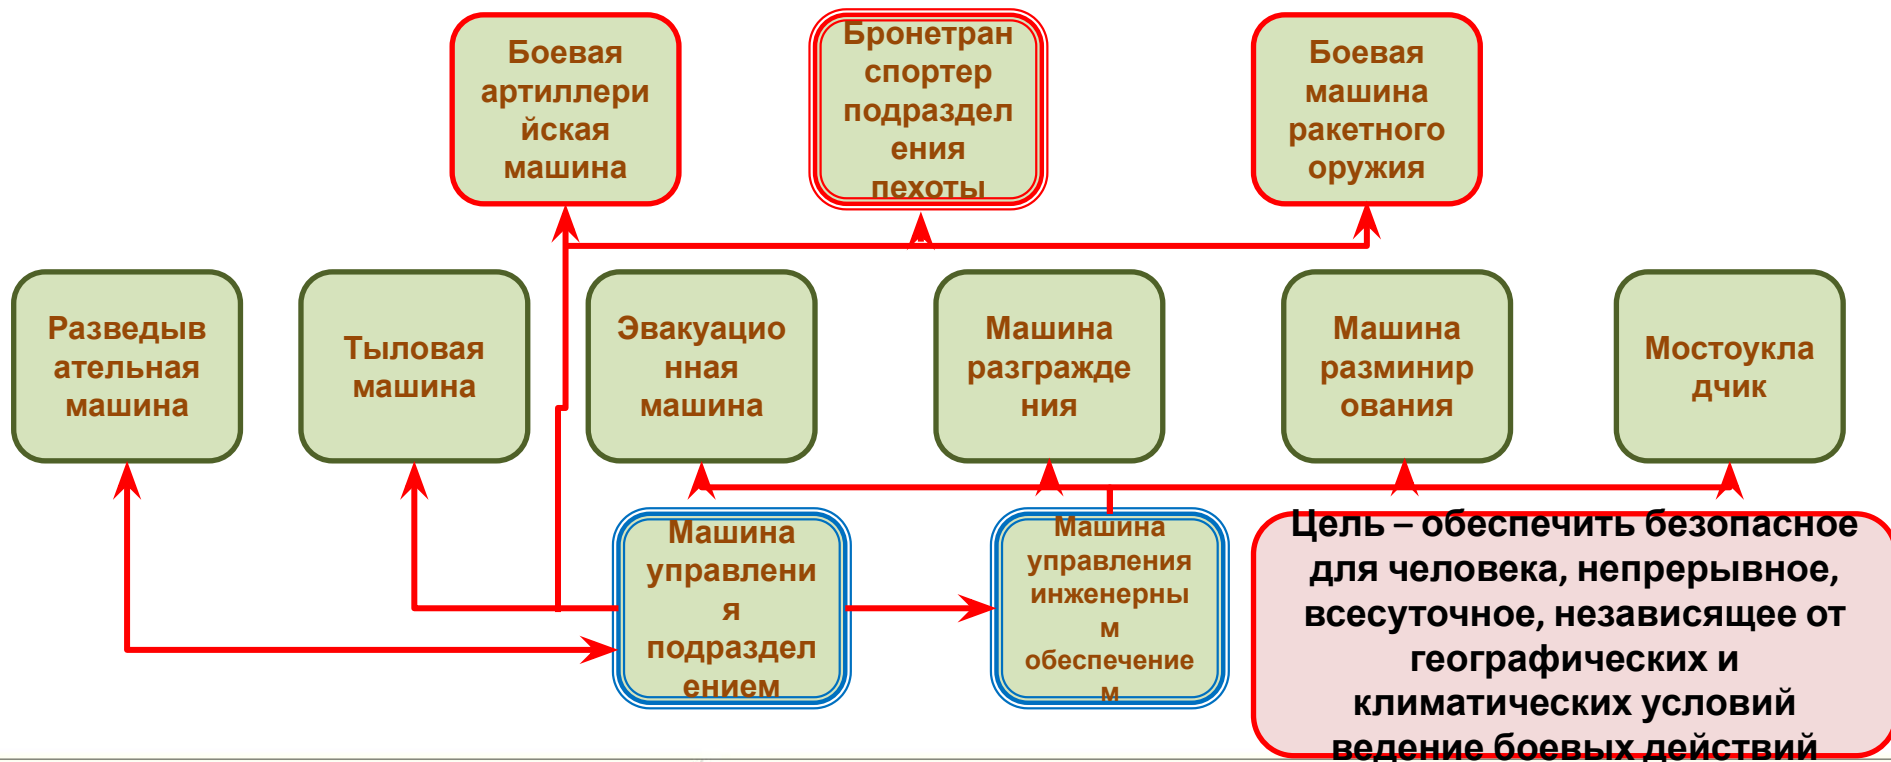 Боевая
артиллери
йская
машина
Бронетран
спортер
подраздел
ения
пехоты
Боевая
машина
ракетного
оружия
Разведыв
ательная
машина
Тыловая
машина
Эвакуацио
нная
машина
Машина
разгражде
ния
Машина
разминир
ования
Мостоукла
дчик
Машина
управлени
я
подраздел
ением
Машина
управления
инженерны
м
обеспечение
м
Цель – обеспечить безопасное
для человека, непрерывное,
всесуточное, независящее от
географических и
климатических условий
ведение боевых действий